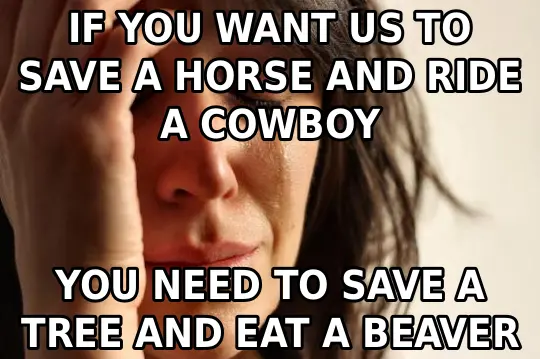 IF YOU WANT US TO
SAVE A HORSE AND RIDE
A COWBOY
YOU NEED TO SAVE A
TREE AND EAT A BEAVER